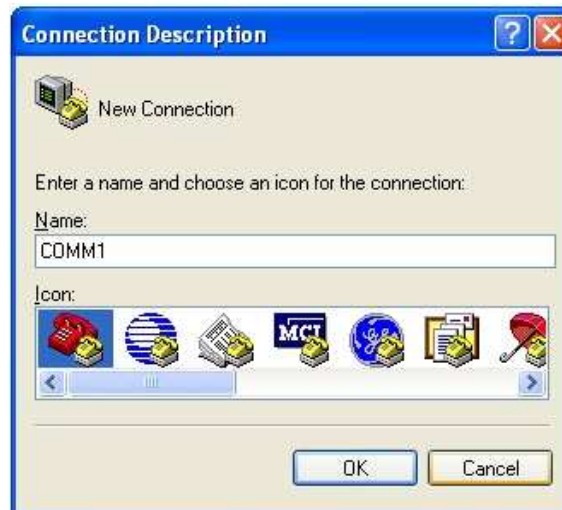 Connection Description
New Connection
Enter a name and choose an icon for the connection:
Name:
COMM1
Icon:
MCI
OK
Cancel